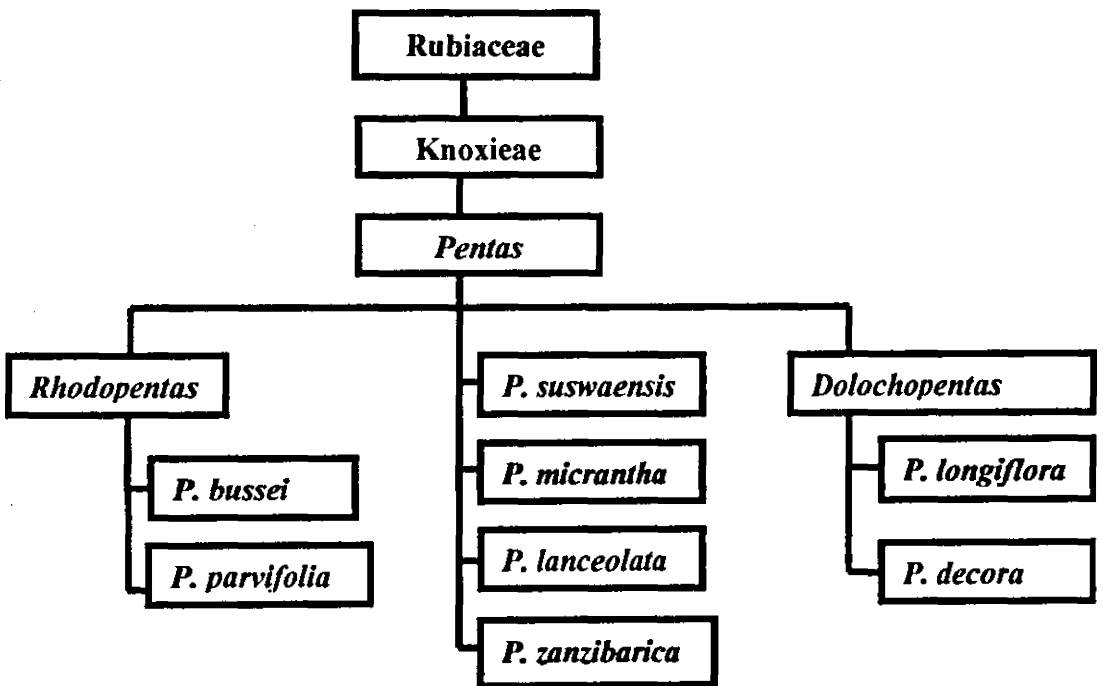 Rubiaceae
Knoxieae
Pentas
Rhodopentas
P. bussei
P. parvifolia
P. suswaensis
P. micrantha
P. lanceolata
P. zanzibarica
Dolochopentas
P. longiflora
P. decora